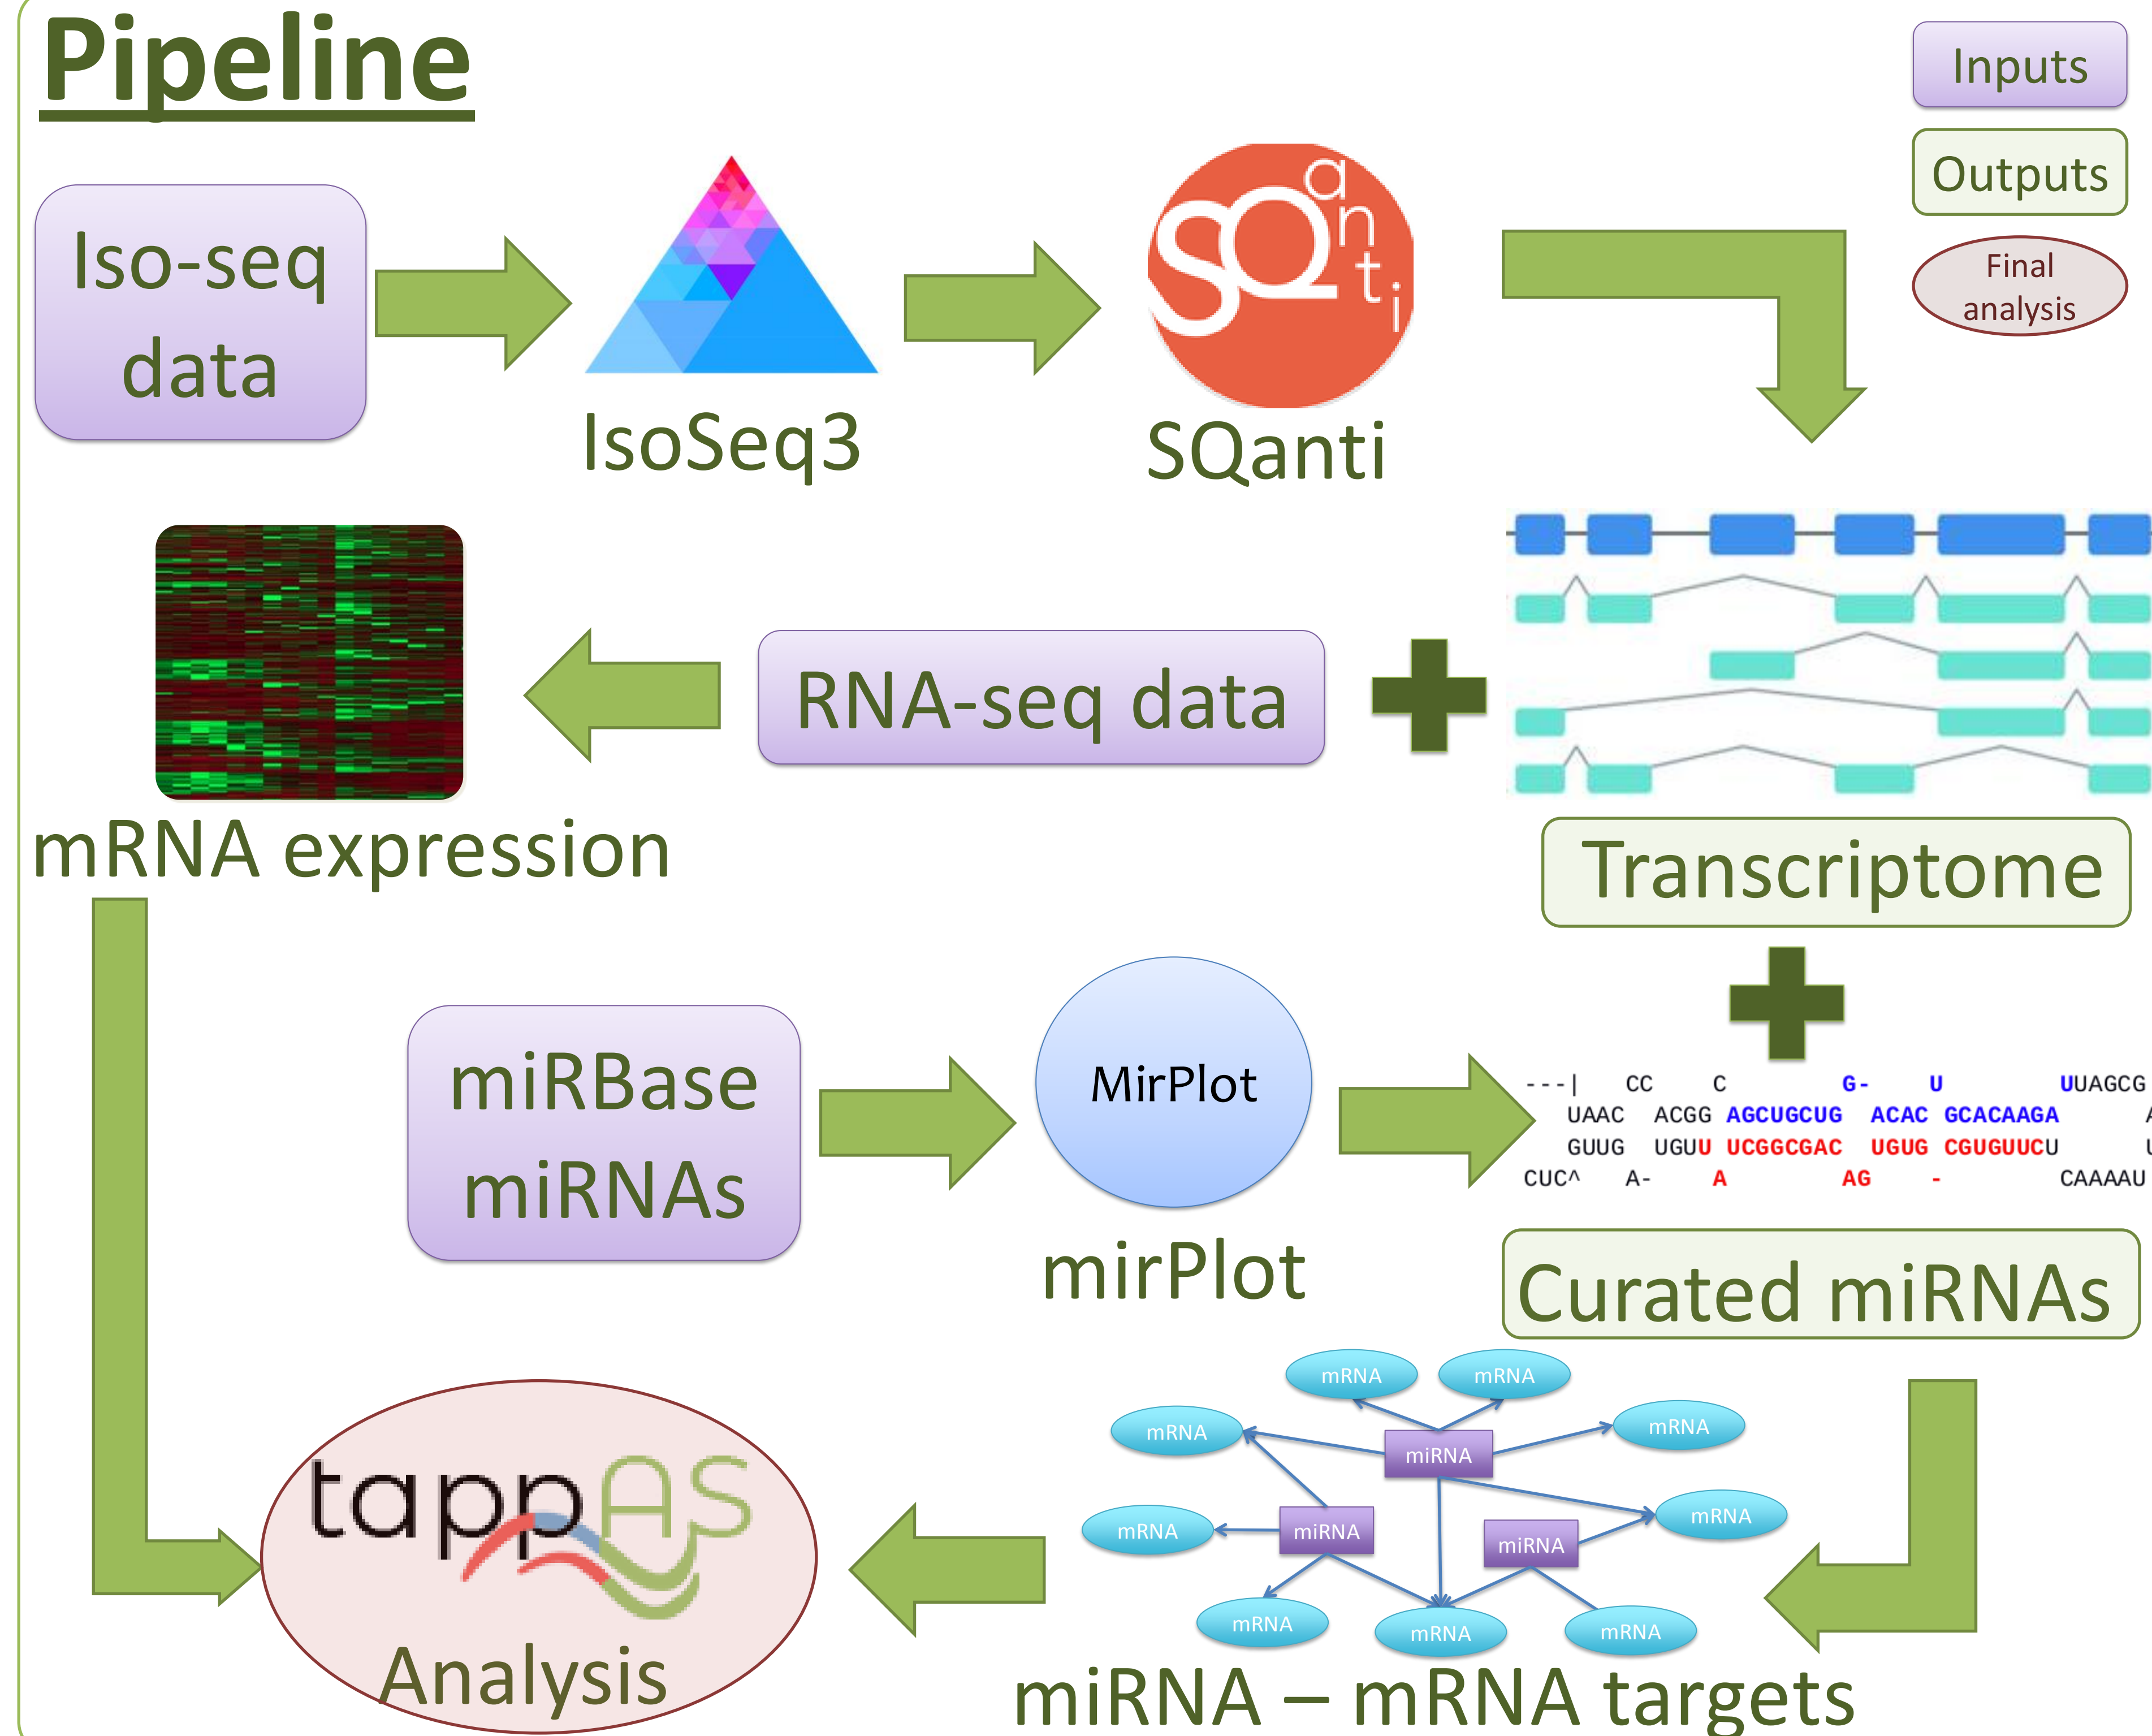 Pipeline
Inputs
Outputs
Final
analysis
Iso-seq
data
IsoSeq3
SQanti
SQanti
RNA-seq data
mRNA expression
Transcriptome
miRBase
miRNAs
MirPlot
mirPlot
---| CC C G- U UUAGCG
UAAC ACGG AGCUGCUG ACAC GCACAAGA A
GUUG UGUU UCGGCGAC UGUG CGUGUUCU U
CUC^ A- A AG - CAAAAU
Curated miRNAs
mRNA mRNA
mRNA mRNA
miRNA
mRNA miRNA miRNA mRNA
mRNA mRNA mRNA
miRNA – mRNA targets
tappAS
Analysis